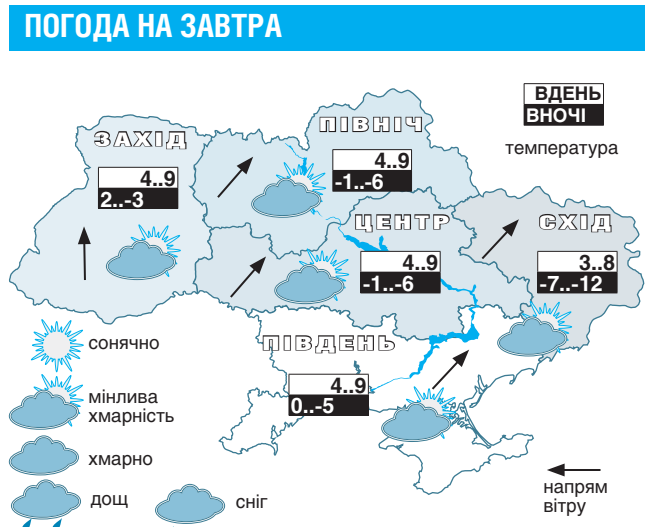 ПОГОДА НА ЗАВТРА
ВДЕНЬ
ВНОЧІ
температура
ПІВНІЧ
4..9
-1..-6
ЗАХІД
4..9
2..-3
ЦЕНТР
4..9
-1..-6
СХІД
3..8
-7..-12
ПІВДЕНЬ
4..9
0..-5
сонячно
мінлива
хмарність
хмарно
дощ
сніг
напрям
вітру